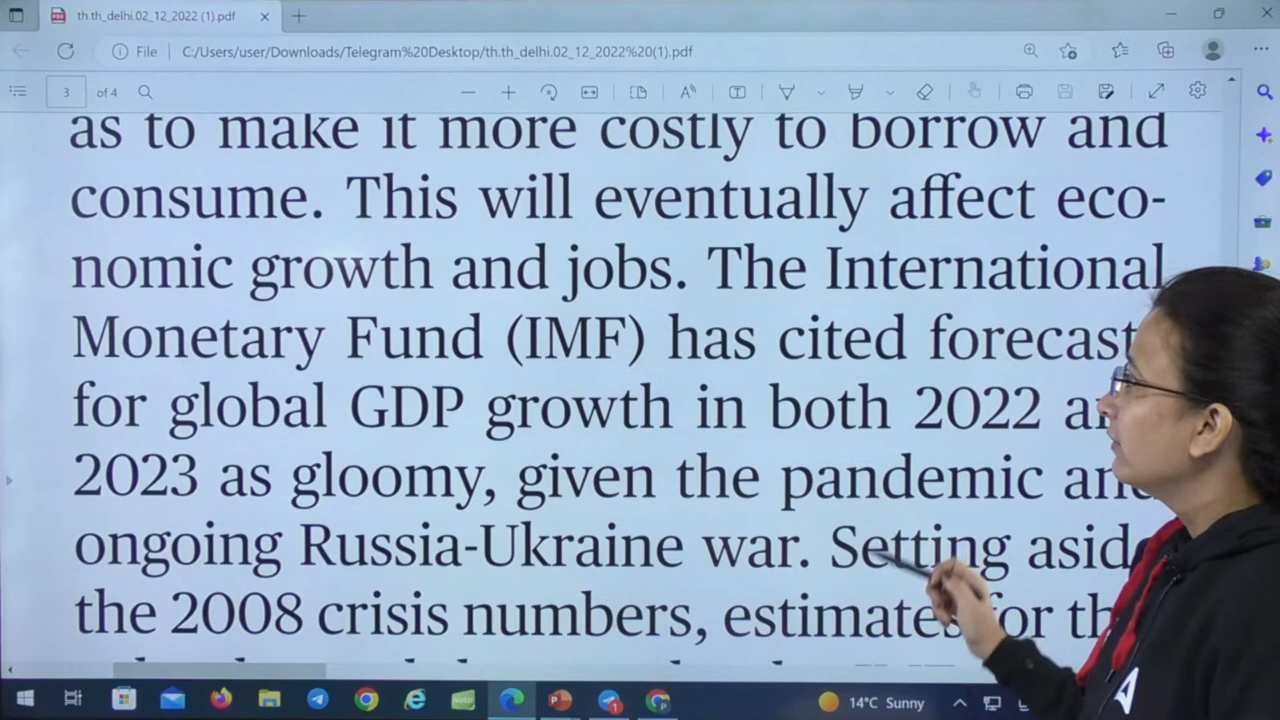 th.th_delhi.02_12_2022 (1).pdf
File
C:/Users/user/Downloads/Telegram%20Desktop/th.th_delhi.02_12_2022%20(1).pdf
3 of 4
as to make it more costly to borrow and
consume. This will eventually affect eco-
nomic growth and jobs. The International
Monetary Fund (IMF) has cited forecast
for global GDP growth in both 2022
2023 as gloomy, given the pandemic
ongoing Russia-Ukraine war. Setting
the 2008 crisis numbers, estimates for
14°C Sunny